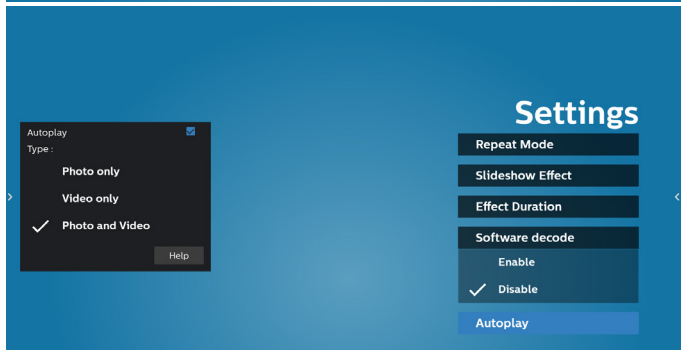 Settings
Autoplay
Type :
Photo only
Video only
Photo and Video
Help
Repeat Mode
Slideshow Effect
Effect Duration
Software decode
Enable
Disable
Autoplay